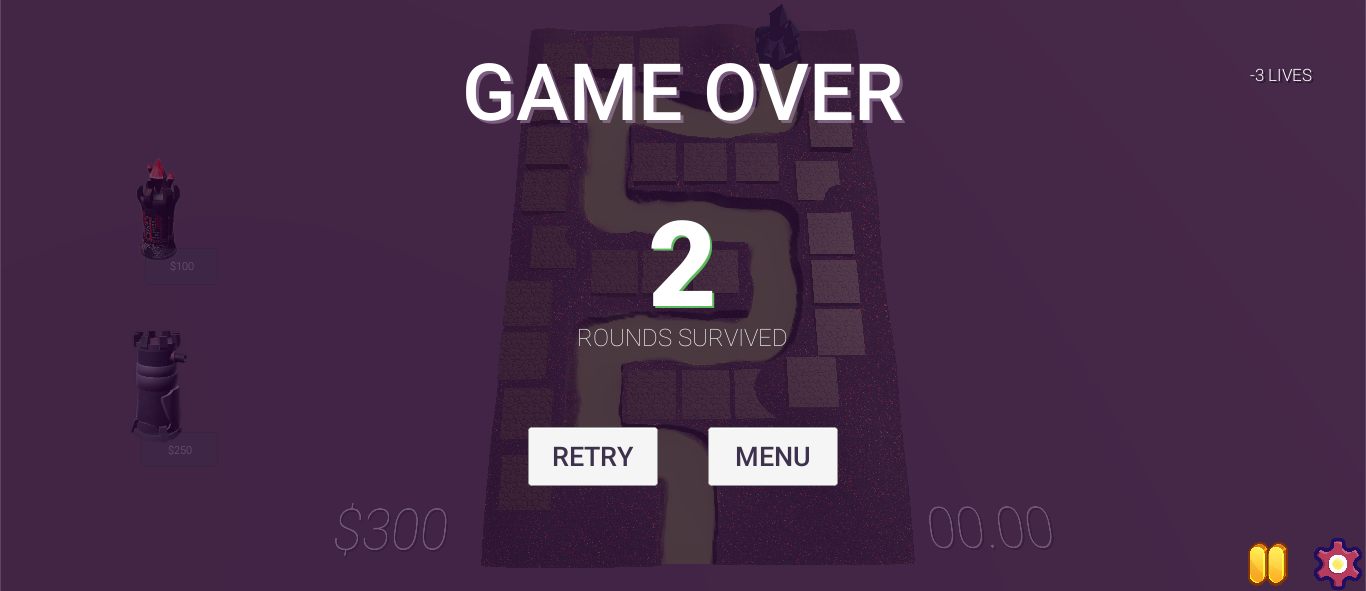 GAME OVER
-3 LIVES
$100
2
ROUNDS SURVIVED
$250
RETRY
MENU
$300
00.00